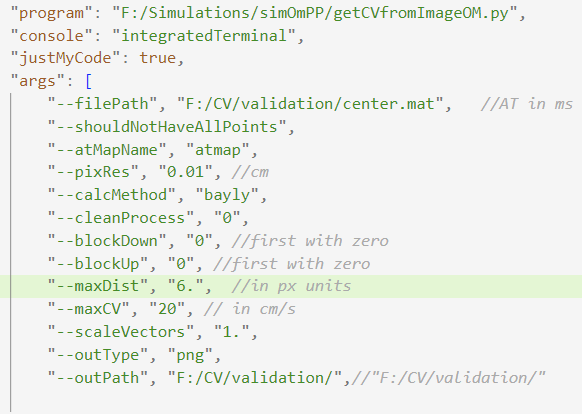 "program": "F:/Simulations/simOmPP/getCVfromImageOM.py",
"console": "integratedTerminal",
"justMyCode": true,
"args": [
"--filePath", "F:/CV/validation/center.mat",   //AT in ms
"--shouldNotHaveAllPoints",
"--atMapName", "atmap",
"--pixRes", "0.01", //cm
"--calcMethod", "bayly",
"--cleanProcess", "0",
"--blockDown", "0", //first with zero
"--blockUp", "0", //first with zero
"--maxDist", "6.",  //in px units
"--maxCV", "20", // in cm/s
"--scaleVectors", "1.",
"--outType", "png",
"--outPath", "F:/CV/validation/",//"F:/CV/validation/"